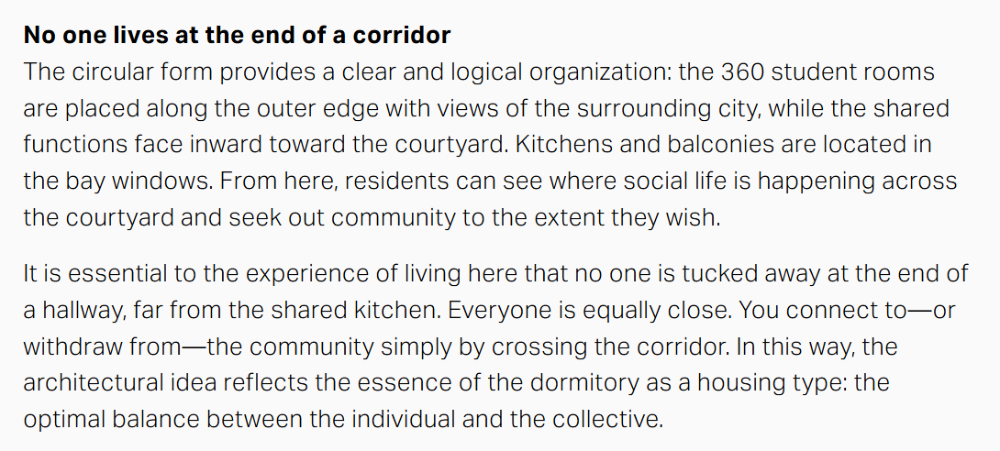 No one lives at the end of a corridor
The circular form provides a clear and logical organization: the 360 student rooms
are placed along the outer edge with views of the surrounding city, while the shared
functions face inward toward the courtyard. Kitchens and balconies are located in
the bay windows. From here, residents can see where social life is happening across
the courtyard and seek out community to the extent they wish.
It is essential to the experience of living here that no one is tucked away at the end of
a hallway, far from the shared kitchen. Everyone is equally close. You connect to—or
withdraw from—the community simply by crossing the corridor. In this way, the
architectural idea reflects the essence of the dormitory as a housing type: the
optimal balance between the individual and the collective.